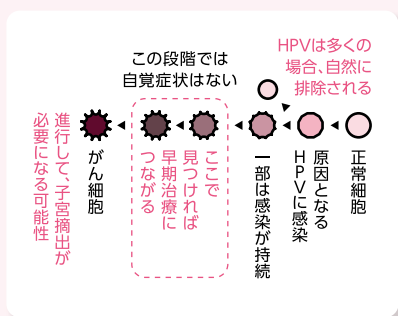 この段階では
自覚症状はない
HPVは多くの
場合、自然に
排除される
正常細胞
原因となる
HPVに感染
一部は感染が持続
ここで
見つければ
早期治療に
つながる
がん細胞
進行して、子宮摘出が
必要になる可能性